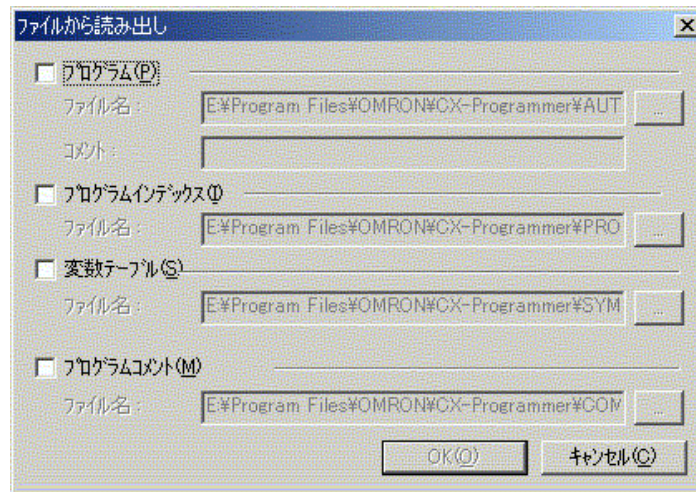 ファイルから読み出し
プログラム(P)
ファイル名:
E:¥Program Files¥OMRON¥CX-Programmer¥AUT
...
コメント:
プログラムインデックス(I)
ファイル名:
E:¥Program Files¥OMRON¥CX-Programmer¥PRO
...
変数テーブル(S)
ファイル名:
E:¥Program Files¥OMRON¥CX-Programmer¥SYM
...
プログラムコメント(M)
ファイル名:
E:¥Program Files¥OMRON¥CX-Programmer¥COM
...
OK(O) キャンセル(C)